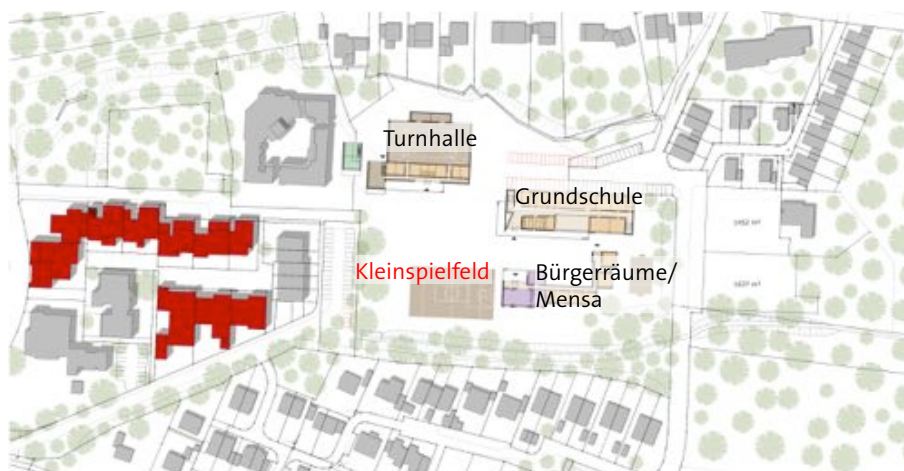 Turnhalle
Grundschule
Kleinspielfeld
Bürgerräume/
Mensa